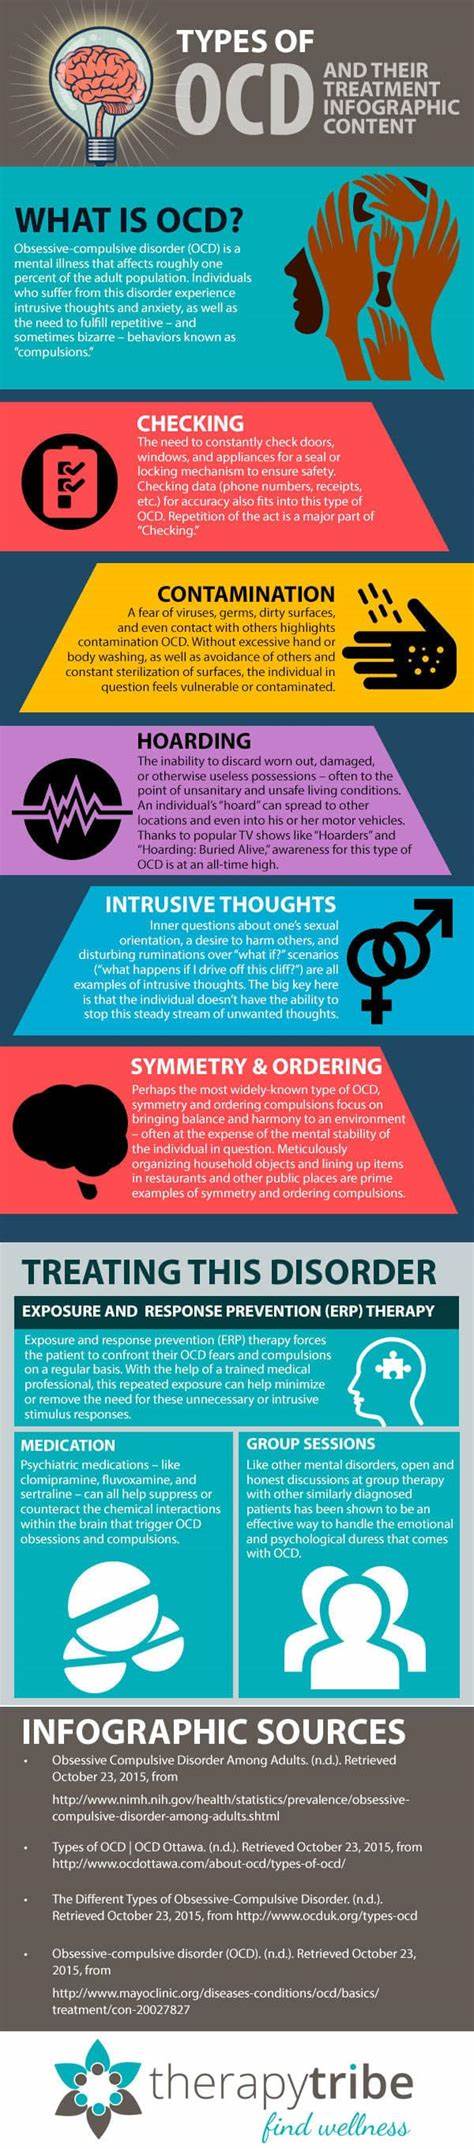 TYPES OF
OCD
AND THEIR
TREATMENT
INFOGRAPHIC
CONTENT
WHAT IS OCD?
Obsessive-compulsive disorder (OCD) is a
mental illness that affects roughly one
percent of the adult population. Individuals
who suffer from this disorder experience
intrusive thoughts and anxiety, as well as
the need to fulfill repetitive – and
sometimes bizarre – behaviors known as
"compulsions."
CHECKING
The need to constantly check doors,
windows, and appliances for a seal or
locking mechanism to ensure safety.
Checking data (phone numbers, receipts,
etc.) for accuracy also fits into this type of
OCD. Repetition of the act is a major part of
"Checking."
CONTAMINATION
A fear of viruses, germs, dirty surfaces,
and even contact with others highlights
contamination OCD. Without excessive hand or
body washing, as well as avoidance of others and
constant sterilization of surfaces, the individual in
question feels vulnerable or contaminated.
HOARDING
The inability to discard worn out, damaged,
or otherwise useless possessions – often to the
point of unsanitary and unsafe living conditions.
An individual's "hoard" can spread to other
locations and even into his or her motor vehicles.
Thanks to popular TV shows like "Hoarders" and
"Hoarding: Buried Alive," awareness for this type of
OCD is at an all-time high.
INTRUSIVE THOUGHTS
Inner questions about one's sexual
orientation, a desire to harm others, and
disturbing ruminations over "what if?" scenarios
("what happens if I drive off this cliff?") are all
examples of intrusive thoughts. The big key here
is that the individual doesn't have the ability to
stop this steady stream of unwanted thoughts.
SYMMETRY & ORDERING
Perhaps the most widely-known type of OCD,
symmetry and ordering compulsions focus on
bringing balance and harmony to an environment
– often at the expense of the mental stability of
the individual in question. Meticulously
organizing household objects and lining up items
in restaurants and other public places are prime
examples of symmetry and ordering compulsions.
TREATING THIS DISORDER
EXPOSURE AND RESPONSE PREVENTION (ERP) THERAPY
Exposure and response prevention (ERP) therapy forces
the patient to confront their OCD fears and compulsions
on a regular basis. With the help of a trained medical
professional, this repeated exposure can help minimize
or remove the need for these unnecessary or intrusive
stimulus responses.
MEDICATION
Psychiatric medications – like
clomipramine, fluvoxamine, and
sertraline – can all help suppress or
counteract the chemical interactions
within the brain that trigger OCD
obsessions and compulsions.
GROUP SESSIONS
Like other mental disorders, open and
honest discussions at group therapy
with other similarly diagnosed
patients has been shown to be an
effective way to handle the emotional
and psychological duress that comes
with OCD.
INFOGRAPHIC SOURCES
• Obsessive Compulsive Disorder Among Adults. (n.d.). Retrieved
October 23, 2015, from
http://www.nimh.nih.gov/health/statistics/prevalence/obsessive-
compulsive-disorder-among-adults.shtml
• Types of OCD | OCD Ottawa. (n.d.). Retrieved October 23, 2015, from
http://www.ocdottawa.com/about-ocd/types-of-ocd/
• The Different Types of Obsessive-Compulsive Disorder. (n.d.).
Retrieved October 23, 2015, from http://www.ocduk.org/types-ocd
• Obsessive-compulsive disorder (OCD). (n.d.). Retrieved October 23,
2015, from
http://www.mayoclinic.org/diseases-conditions/ocd/basics/
treatment/con-20027827
therapytribe
find wellness